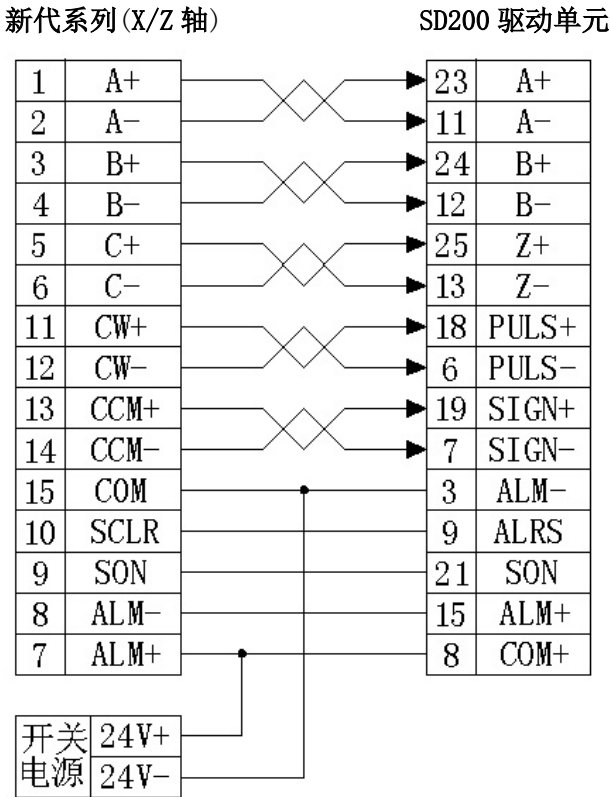 新代系列(X/Z 轴) SD200 驱动单元
1 A+ 23 A+
2 A- 11 A-
3 B+ 24 B+
4 B- 12 B-
5 C+ 25 Z+
6 C- 13 Z-
11 CW+ 18 PULS+
12 CW- 6 PULS-
13 CCM+ 19 SIGN+
14 CCM- 7 SIGN-
15 COM 3 ALM-
10 SCLR 9 ALRS
9 SON 21 SON
8 ALM- 15 ALM+
7 ALM+ 8 COM+
开关 24V+
电源 24V-